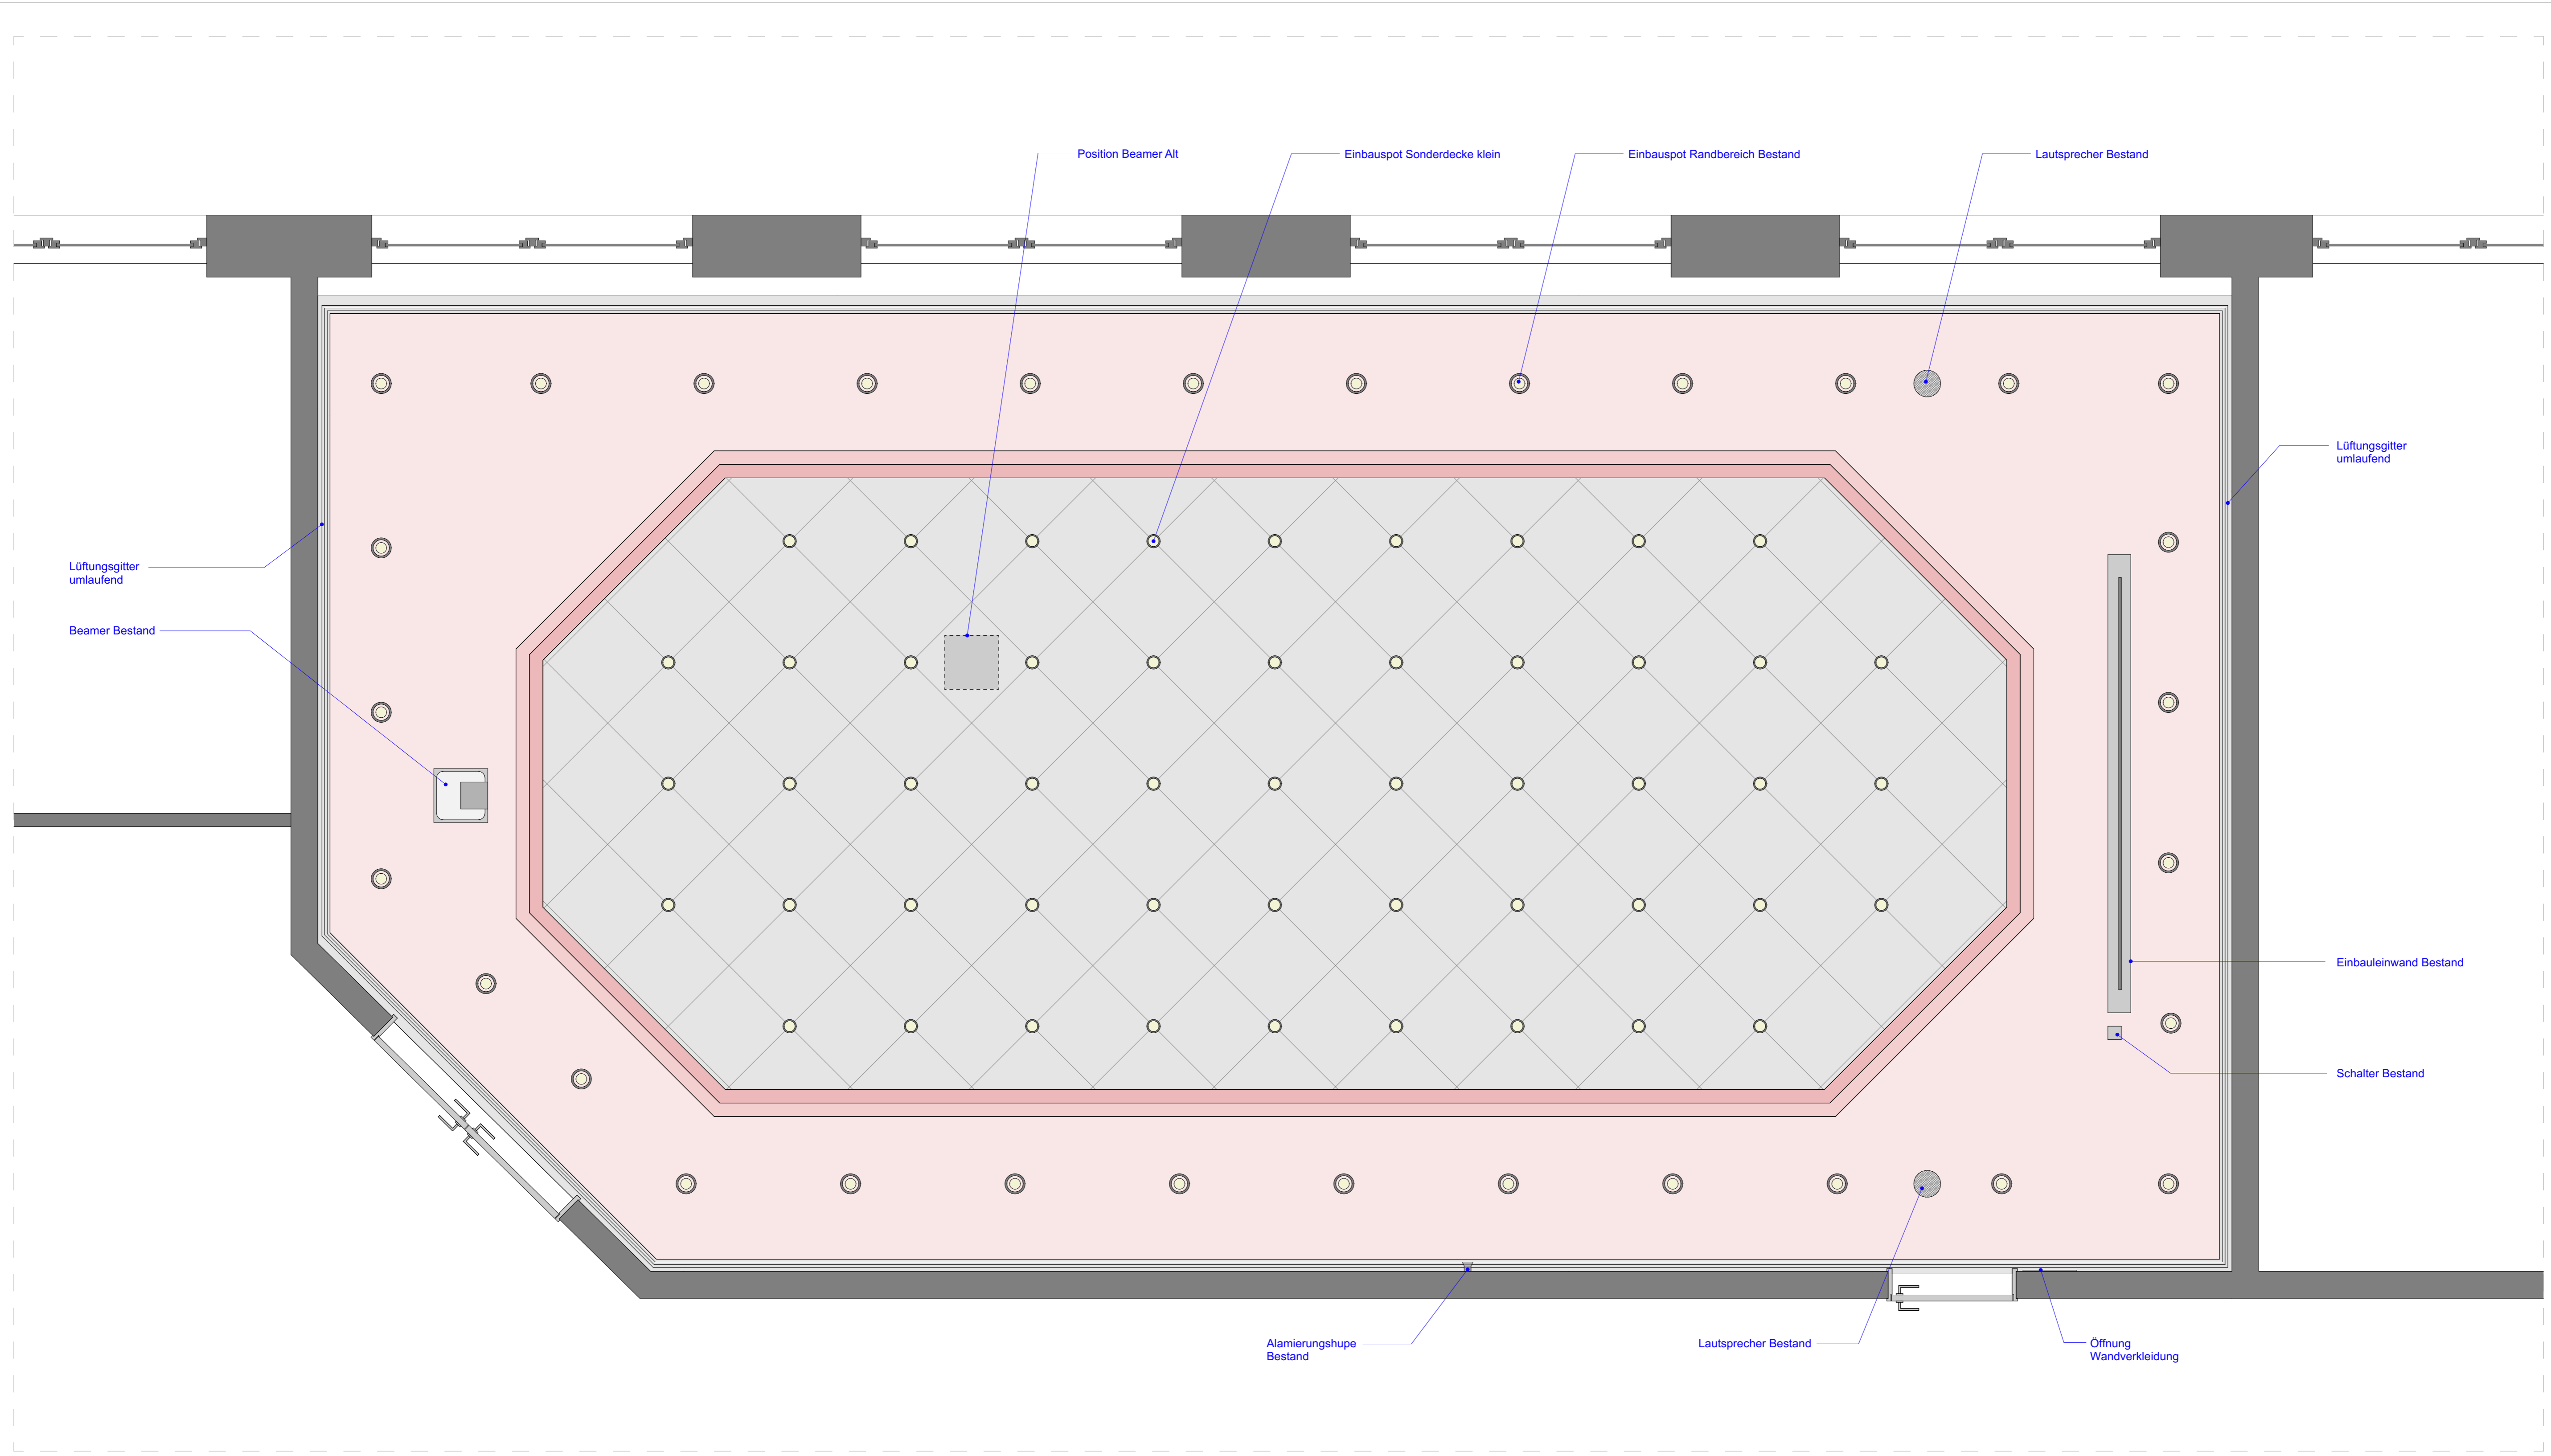 Position Beamer Alt
Einbauspot Sonderdecke klein
Einbauspot Randbereich Bestand
Lautsprecher Bestand
Lüftungsgitter
umlaufend
Lüftungsgitter
umlaufend
Beamer Bestand
Einbauleinwand Bestand
Schalter Bestand
Alamierungshupe
Bestand
Lautsprecher Bestand
Öffnung
Wandverkleidung